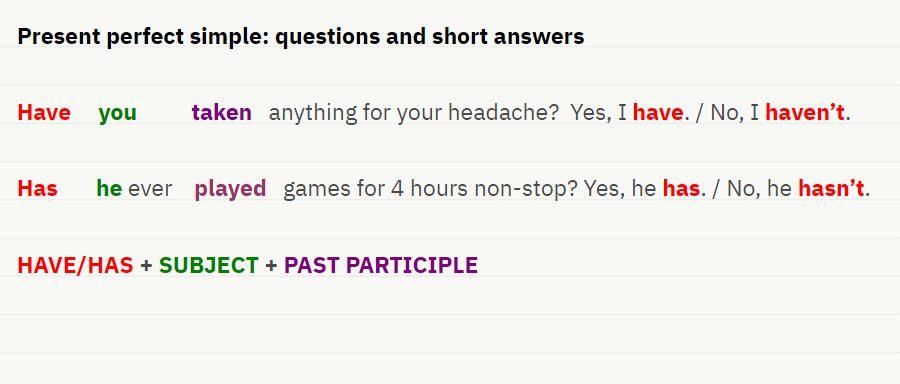 Present perfect simple: questions and short answers
Have you taken anything for your headache? Yes, I have. / No, I haven’t.
Has he ever played games for 4 hours non-stop? Yes, he has. / No, he hasn’t.
HAVE/HAS + SUBJECT + PAST PARTICIPLE